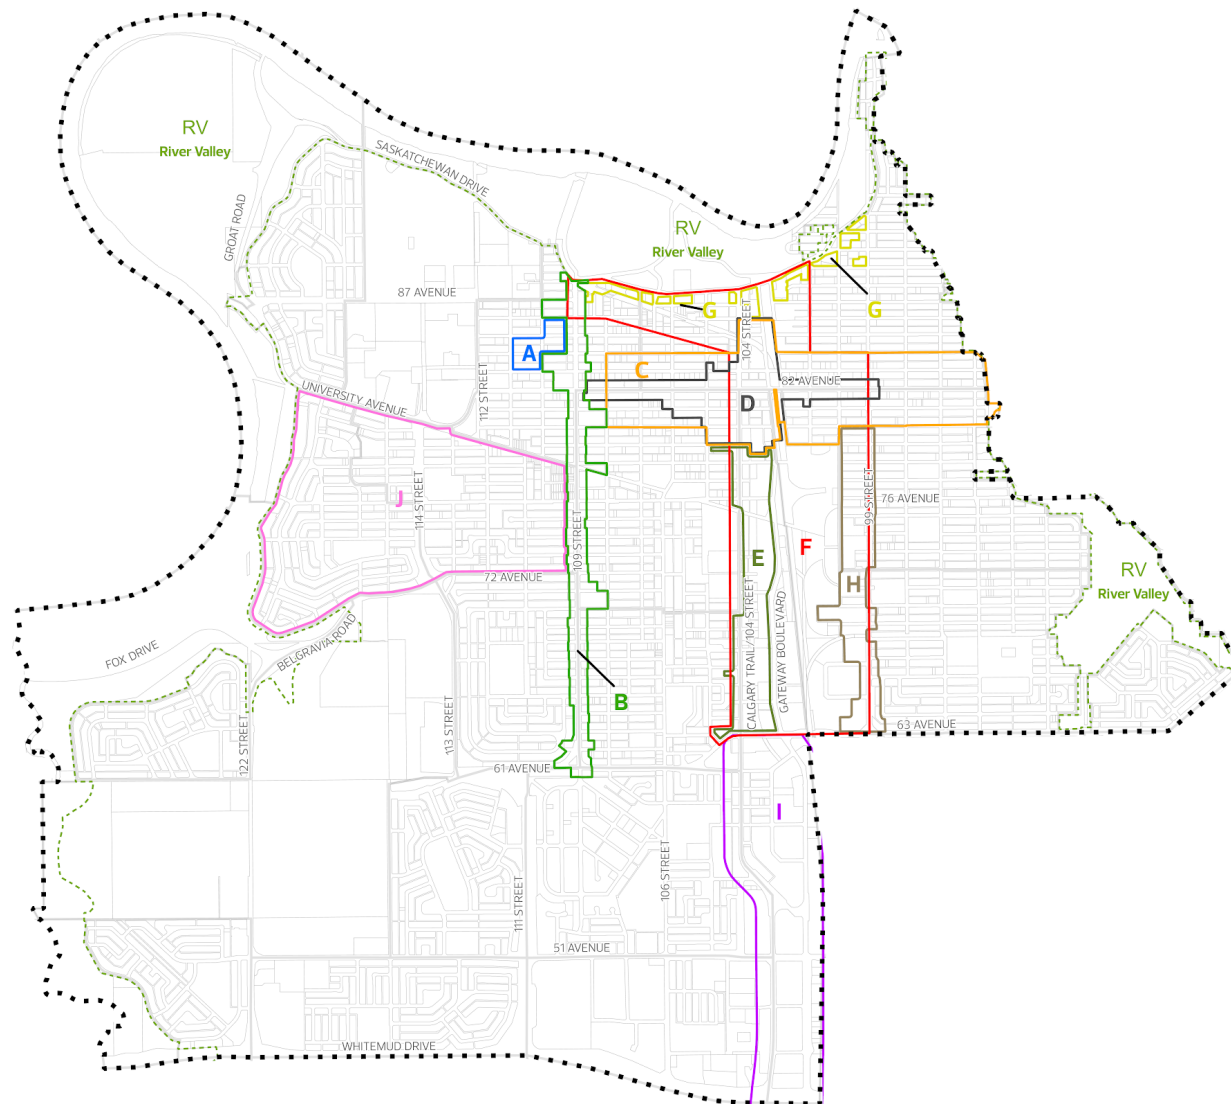 RV
River Valley
SASKATCHEWAN DRIVE
GROAT ROAD
RV
River Valley
87 AVENUE
G
G
104 STREET
A
C
82 AVENUE
112 STREET
UNIVERSITY AVENUE
D
J
114 STREET
99 STREET
76 AVENUE
109 STREET
F
E
72 AVENUE
H
RV
River Valley
FOX DRIVE
BELGRAVIA ROAD
CALGARY TRAIL/104 STREET
GATEWAY BOULEVARD
B
122 STREET
113 STREET
63 AVENUE
61 AVENUE
I
106 STREET
111 STREET
51 AVENUE
WHITEMUD DRIVE